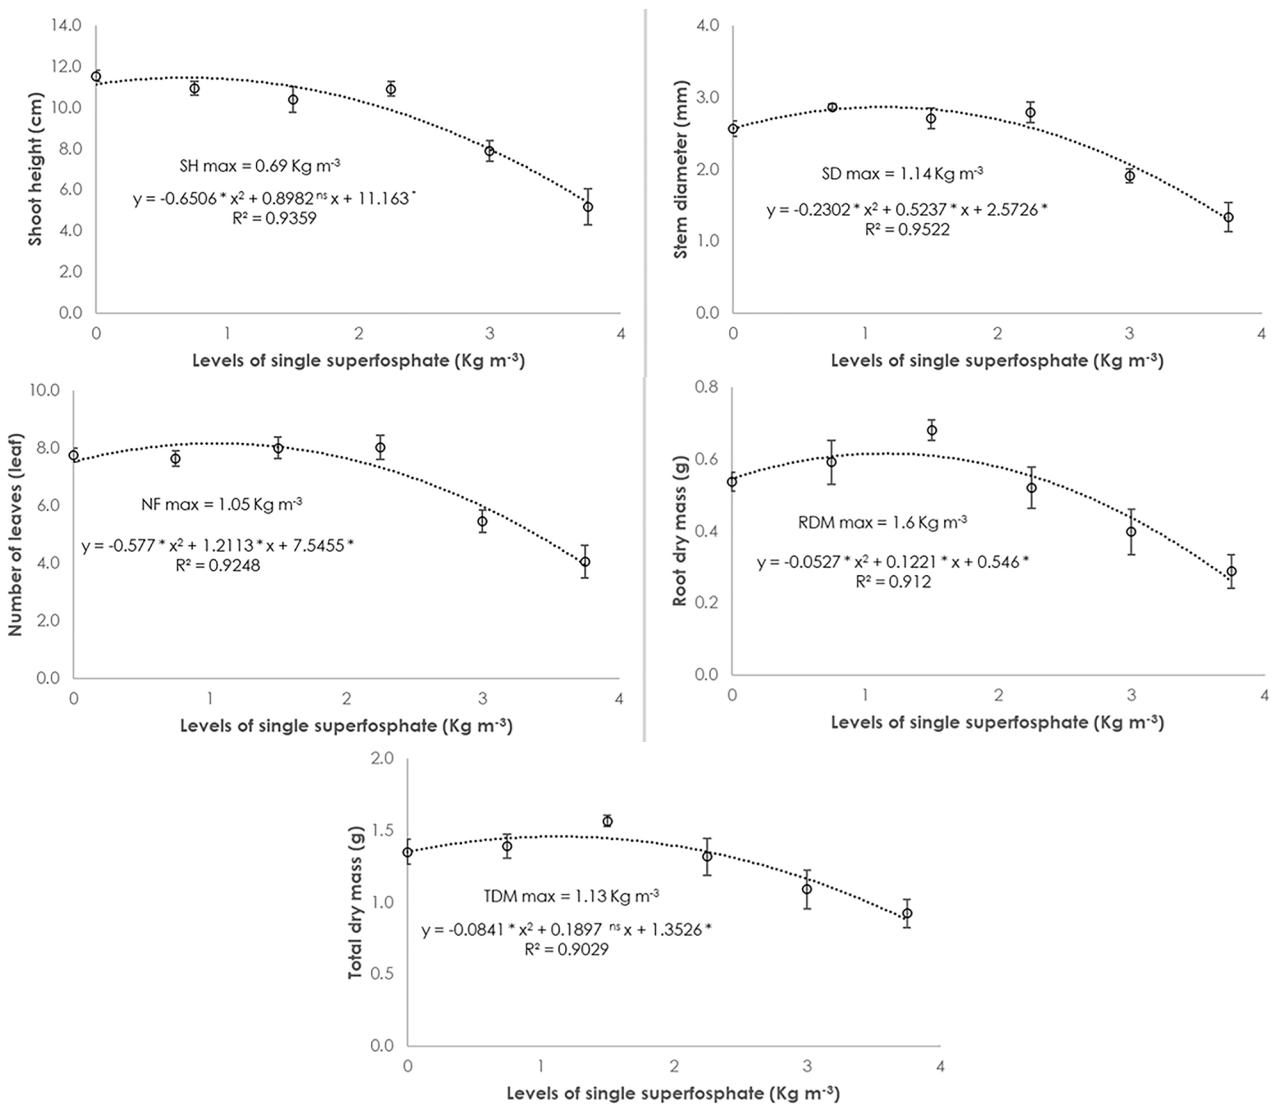 14.0
12.0
10.0
8.0
6.0
4.0
2.0
0.0
Shoot height (cm)
SH max = 0.69 Kg m⁻³
y = -0.6506 * x² + 0.8982 ⁿˢ x + 11.163 *
R² = 0.9359
0 1 2 3 4
Levels of single superfosphate (Kg m⁻³)
4.0
3.0
2.0
1.0
0.0
Stem diameter (mm)
SD max = 1.14 Kg m⁻³
y = -0.2302 * x² + 0.5237 * x + 2.5726 *
R² = 0.9522
0 1 2 3 4
Levels of single superfosphate (Kg m⁻³)
10.0
8.0
6.0
4.0
2.0
0.0
Number of leaves (leaf)
NF max = 1.05 Kg m⁻³
y = -0.577 * x² + 1.2113 * x + 7.5455 *
R² = 0.9248
0 1 2 3 4
Levels of single superfosphate (Kg m⁻³)
0.8
0.6
0.4
0.2
0.0
Root dry mass (g)
RDM max = 1.6 Kg m⁻³
y = -0.0527 * x² + 0.1221 * x + 0.546 *
R² = 0.912
0 1 2 3 4
Levels of single superfosphate (Kg m⁻³)
2.0
1.5
1.0
0.5
0.0
Total dry mass (g)
TDM max = 1.13 Kg m⁻³
y = -0.0841 * x² + 0.1897 ⁿˢ x + 1.3526 *
R² = 0.9029
0 1 2 3 4
Levels of single superfosphate (Kg m⁻³)